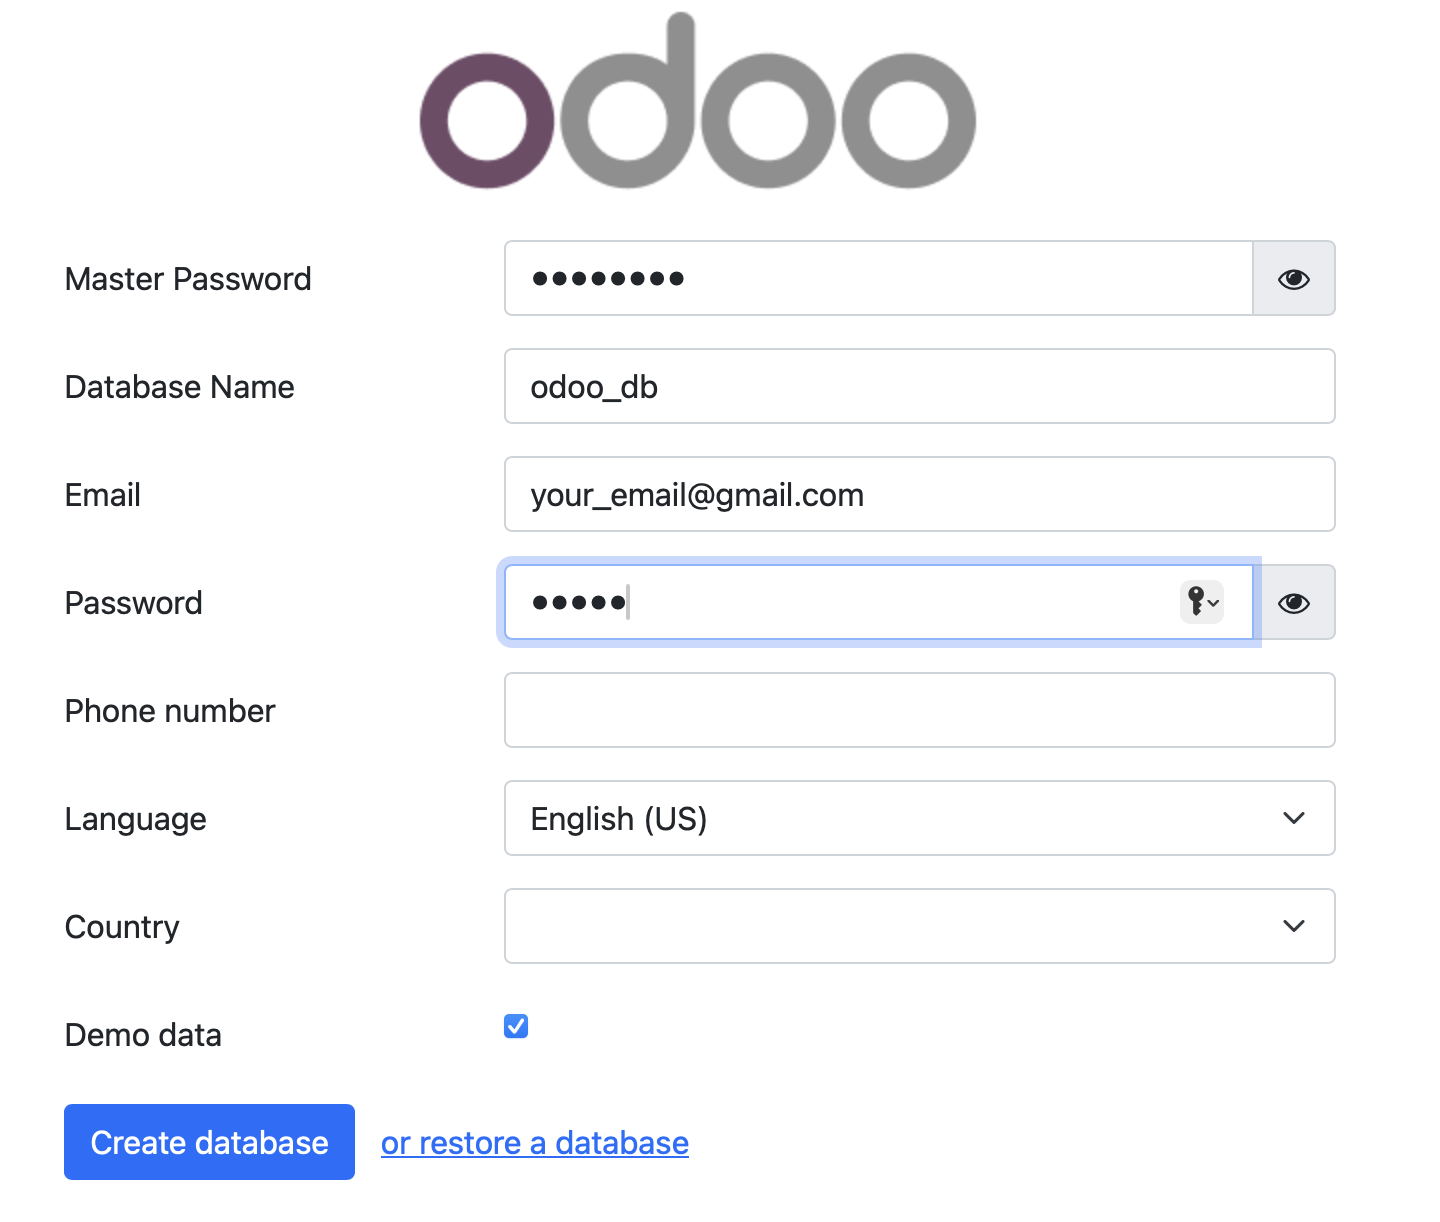 odoo
Master Password ••••••••
Database Name odoo_db
Email your_email@gmail.com
Password •••••
Phone number
Language English (US)
Country
Demo data
Create database or restore a database